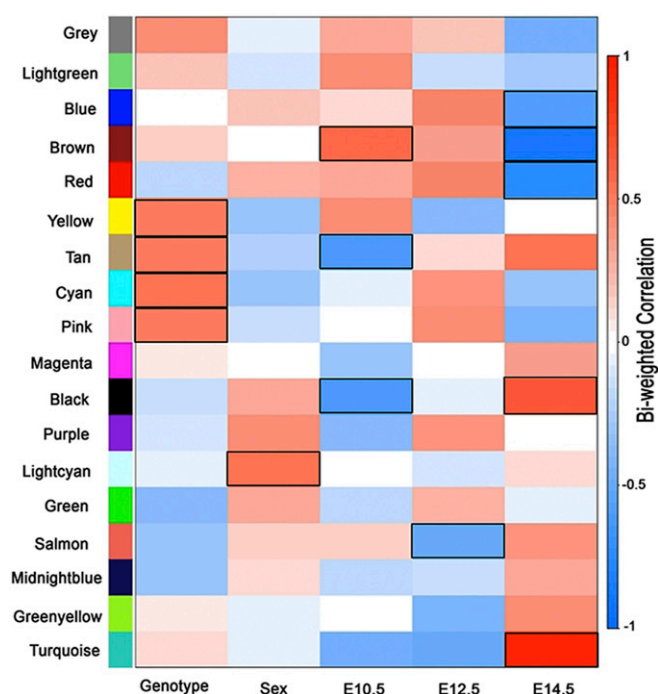 Grey
Lightgreen
Blue
Brown
Red
Yellow
Tan
Cyan
Pink
Magenta
Black
Purple
Lightcyan
Green
Salmon
Midnightblue
Greenyellow
Turquoise
Genotype Sex E10.5 E12.5 E14.5
1
0.5
0
-0.5
-1
Bi-weighted Correlation